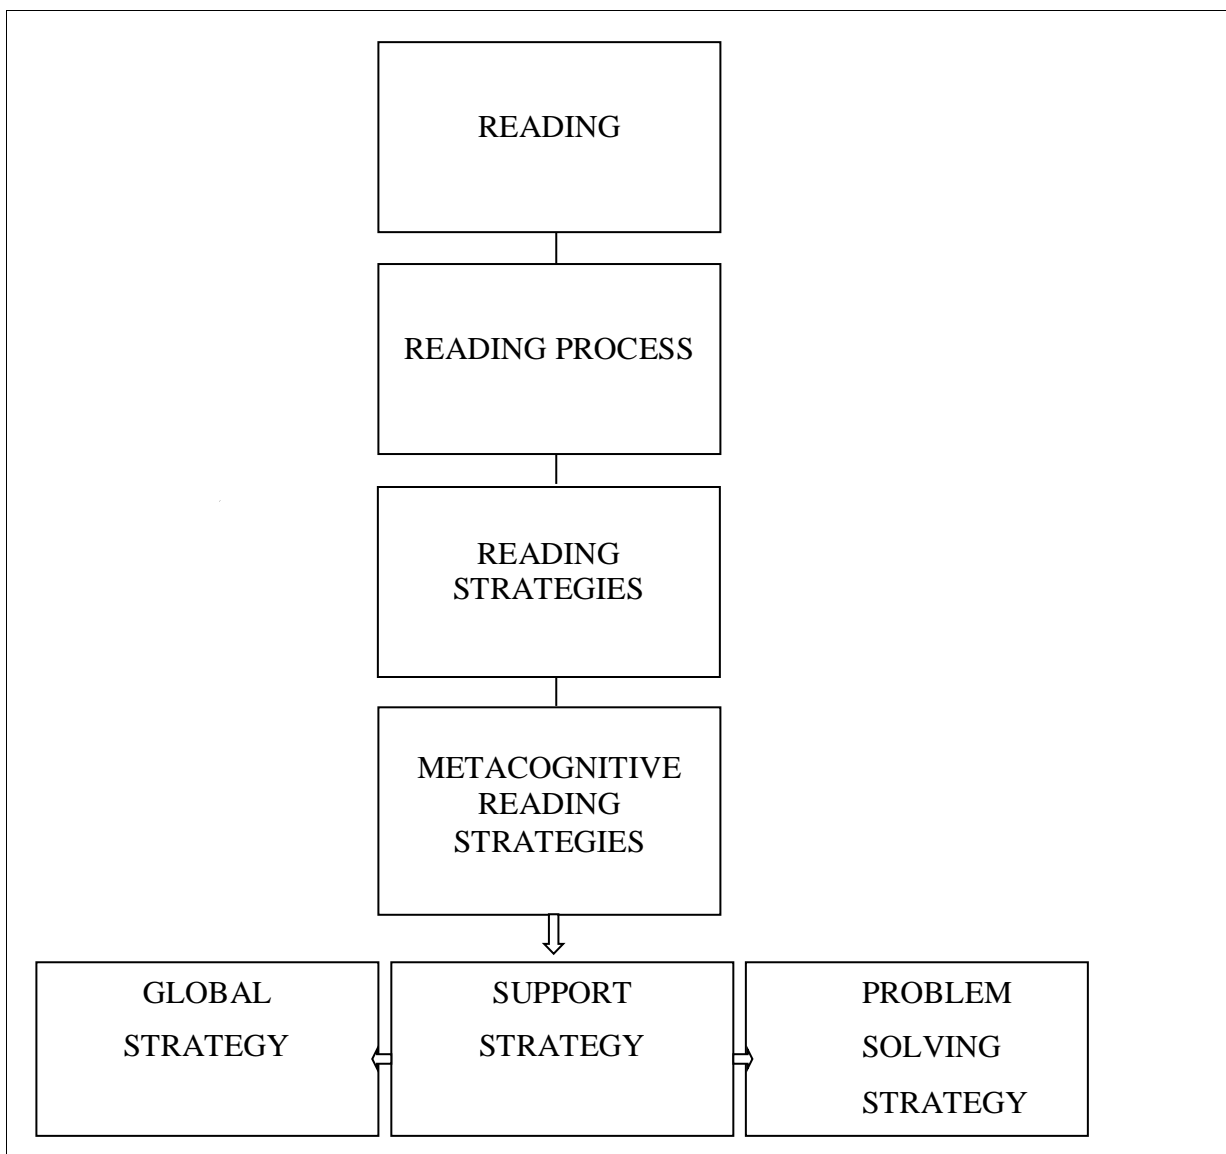 READING
READING PROCESS
READING
STRATEGIES
METACOGNITIVE
READING
STRATEGIES
GLOBAL
STRATEGY
SUPPORT
STRATEGY
PROBLEM
SOLVING
STRATEGY